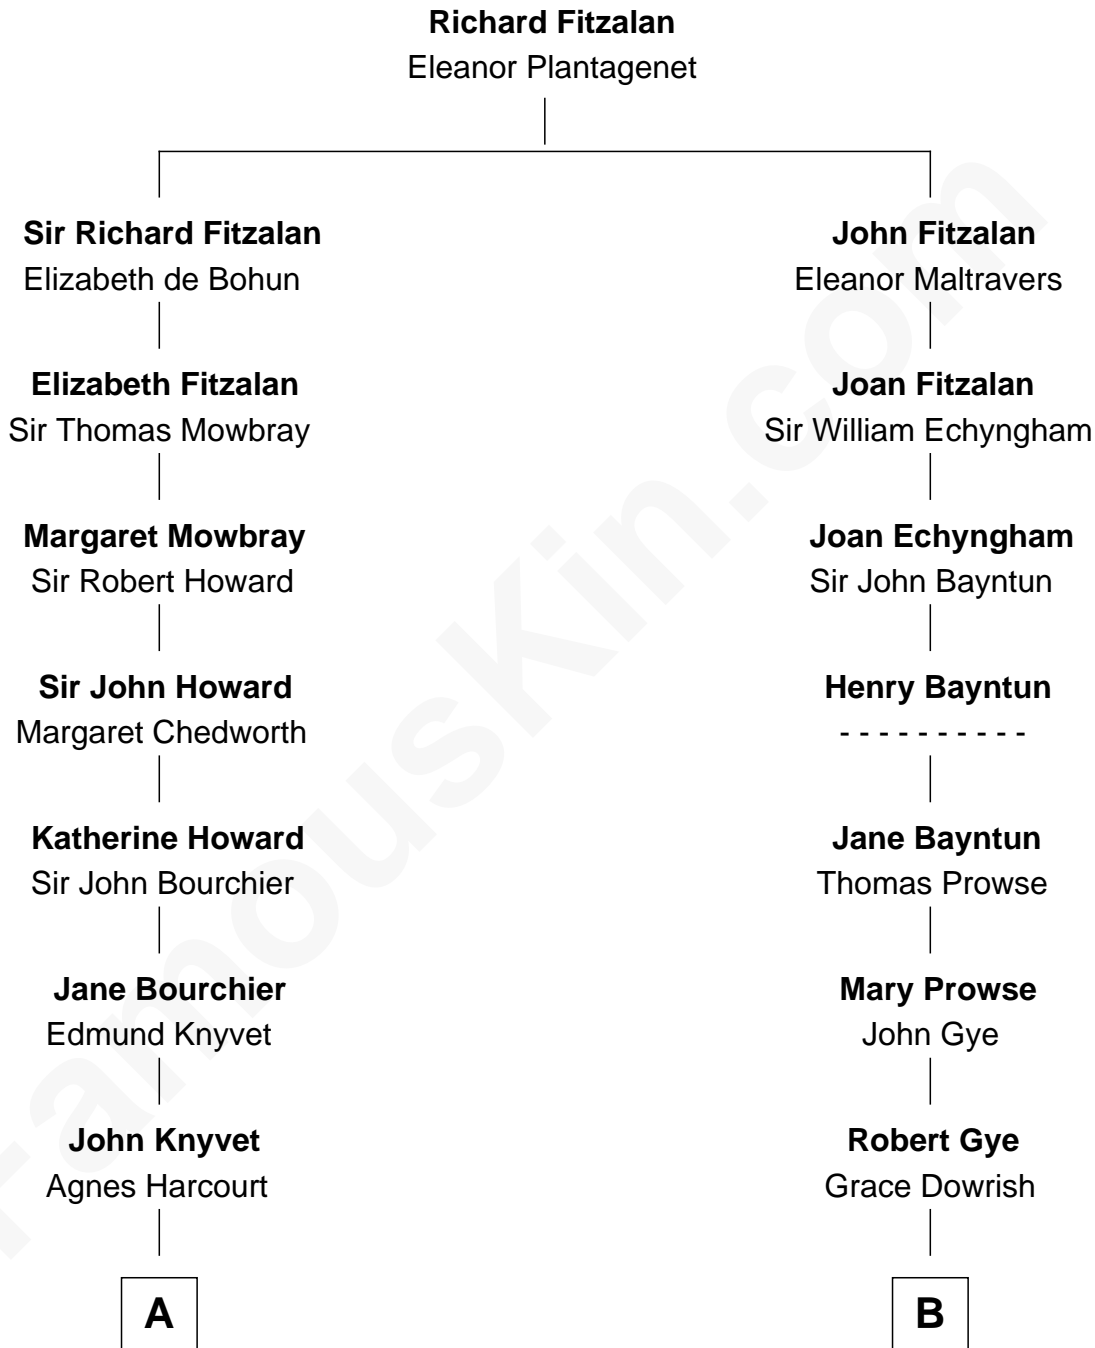 Richard Fitzalan
Eleanor Plantagenet
Sir Richard Fitzalan
Elizabeth de Bohun
Elizabeth Fitzalan
Sir Thomas Mowbray
Margaret Mowbray
Sir Robert Howard
Sir John Howard
Margaret Chedworth
Katherine Howard
Sir John Bourchier
Jane Bourchier
Edmund Knyvet
John Knyvet
Agnes Harcourt
A
John Fitzalan
Eleanor Maltravers
Joan Fitzalan
Sir William Echyngham
Joan Echyngham
Sir John Bayntun
Henry Bayntun
- - - - - - - - - -
Jane Bayntun
Thomas Prowse
Mary Prowse
John Gye
Robert Gye
Grace Dowrish
B
FamousKin.com